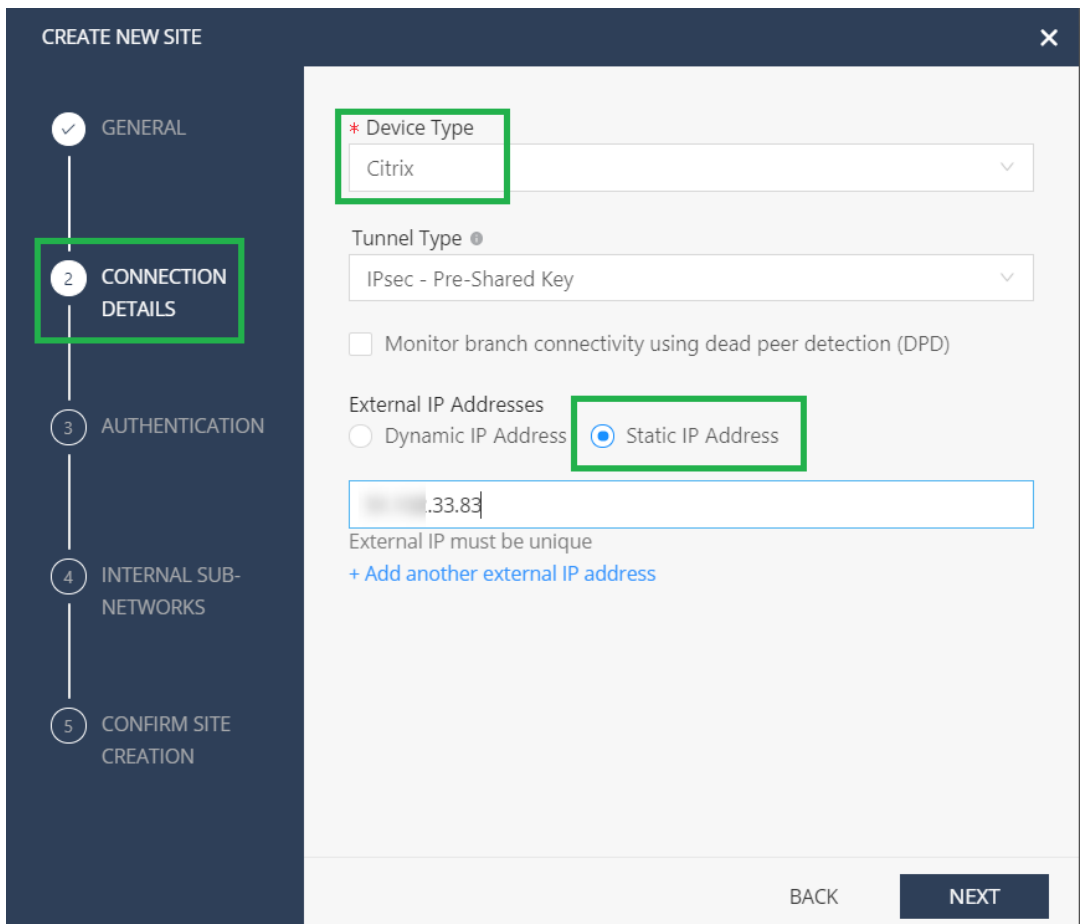 CREATE NEW SITE
GENERAL
2
CONNECTION
DETAILS
3
AUTHENTICATION
4
INTERNAL SUB-
NETWORKS
5
CONFIRM SITE
CREATION
* Device Type
Citrix
Tunnel Type
IPsec - Pre-Shared Key
Monitor branch connectivity using dead peer detection (DPD)
External IP Addresses
Dynamic IP Address
Static IP Address
.33.83
External IP must be unique
+ Add another external IP address
BACK
NEXT